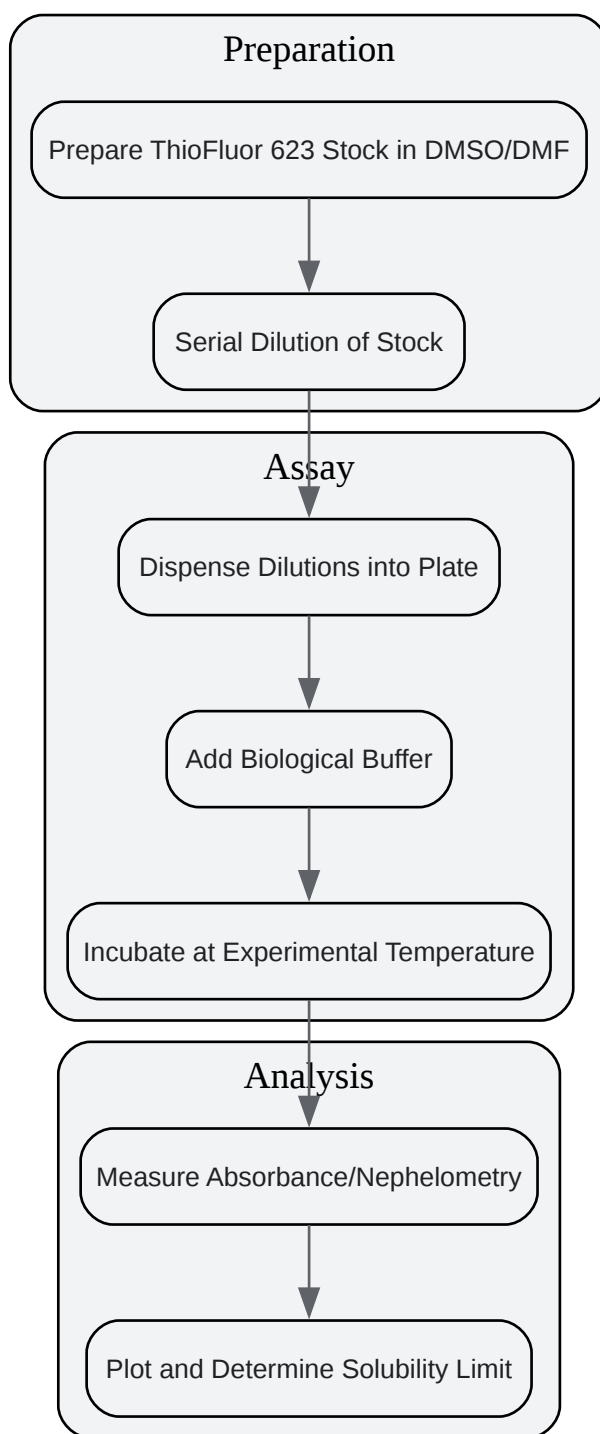 Preparation
Prepare ThioFluor 623 Stock in DMSO/DMF
Serial Dilution of Stock
Assay
Dispense Dilutions into Plate
Add Biological Buffer
Incubate at Experimental Temperature
Analysis
Measure Absorbance/Nephelometry
Plot and Determine Solubility Limit